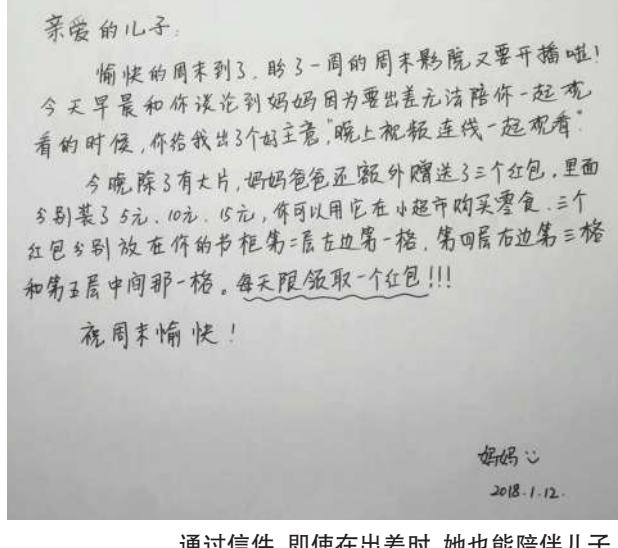 亲爱的儿子:
愉快的周末到了,盼了一周的周末影院又要开播啦!
今天早晨和你谈论到妈妈因为要出差无法陪你一起观
看的时候,你给我出了个好主意,"晚上视频连线一起观看"
今晚除了有大片,妈妈爸爸还额外赠送了三个红包,里面
分别装了5元、10元、15元,你可以用它在小超市购买零食.三个
红包分别放在你的书柜第二层左边第一格,第四层右边第三格
和第五层中间那一格。每天限领取一个红包!!!
祝周末愉快!
妈妈
2018.1.12.
通过信件 即使在出差时 她也能陪伴儿子